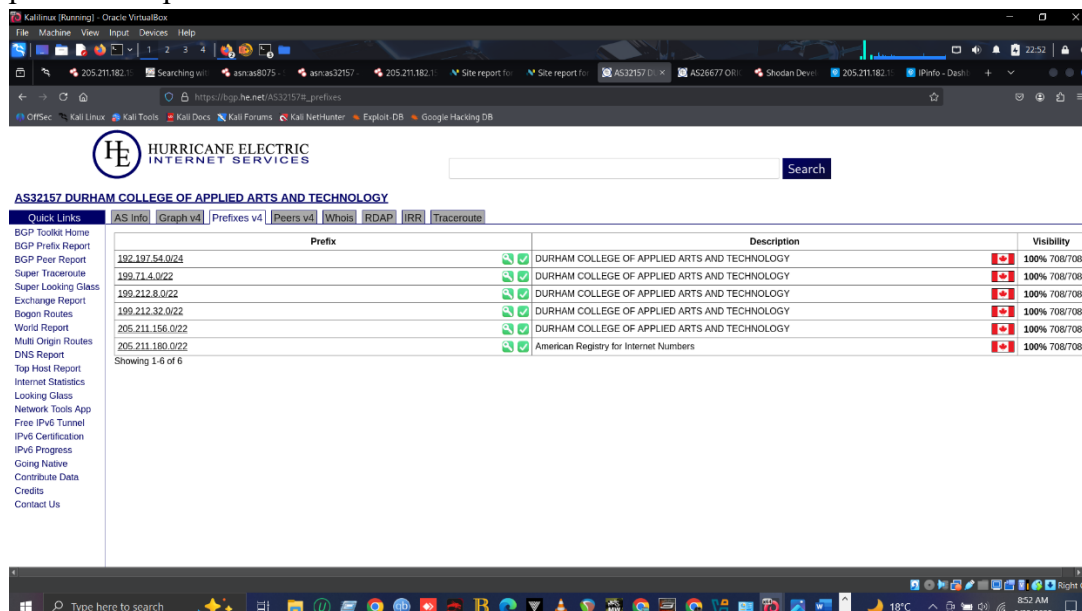 Kalilinux [Running] - Oracle VirtualBox
File Machine View Input Devices Help
1 2 3 4
22:52
205.211.182.15
Searching wit
asn:as8075 -
asn:as32157 -
205.211.182.15
Site report for
Site report for
AS32157 DU
AS26677 ORI
Shodan Devel
205.211.182.15
IPinfo - Dashb
https://bgp.he.net/AS32157#_prefixes
OffSec Kali Linux Kali Tools Kali Docs Kali Forums Kali NetHunter Exploit-DB Google Hacking DB
HE
HURRICANE ELECTRIC
INTERNET SERVICES
Search
AS32157 DURHAM COLLEGE OF APPLIED ARTS AND TECHNOLOGY
Quick Links
BGP Toolkit Home
BGP Prefix Report
BGP Peer Report
Super Traceroute
Super Looking Glass
Exchange Report
Bogon Routes
World Report
Multi Origin Routes
DNS Report
Top Host Report
Internet Statistics
Looking Glass
Network Tools App
Free IPv6 Tunnel
IPv6 Certification
IPv6 Progress
Going Native
Contribute Data
Credits
Contact Us
AS Info Graph v4 Prefixes v4 Peers v4 Whois RDAP IRR Traceroute
Prefix Description Visibility
192.197.54.0/24 DURHAM COLLEGE OF APPLIED ARTS AND TECHNOLOGY 100% 708/708
199.71.4.0/22 DURHAM COLLEGE OF APPLIED ARTS AND TECHNOLOGY 100% 708/708
199.212.8.0/22 DURHAM COLLEGE OF APPLIED ARTS AND TECHNOLOGY 100% 708/708
199.212.32.0/22 DURHAM COLLEGE OF APPLIED ARTS AND TECHNOLOGY 100% 708/708
205.211.156.0/22 DURHAM COLLEGE OF APPLIED ARTS AND TECHNOLOGY 100% 708/708
205.211.180.0/22 American Registry for Internet Numbers 100% 708/708
Showing 1-6 of 6
Right
Type here to search
18°C
8:52 AM